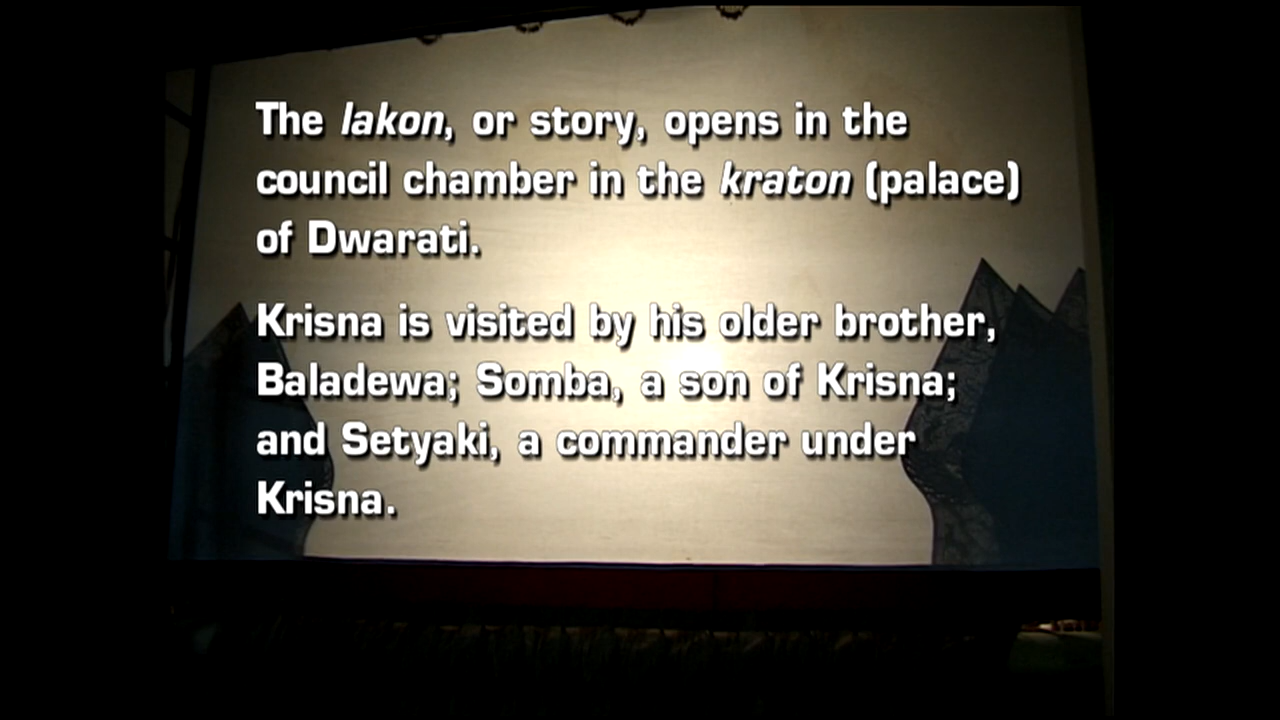 The lakon, or story, opens in the
council chamber in the kraton (palace)
of Dwarati.
Krisna is visited by his older brother,
Baladewa; Somba, a son of Krisna;
and Setyaki, a commander under
Krisna.